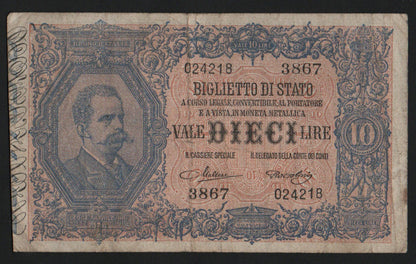 024218 3867
BIGLIETTO DI STATO
A CORSO LEGALE, CONVERTIBILE AL PORTATORE
E A VISTA, IN MONETA METALLICA
VALE DIECI LIRE 10
IL CASSIERE SPECIALE IL DELEGATO DELLA CORTE DEI CONTI
3867 024218